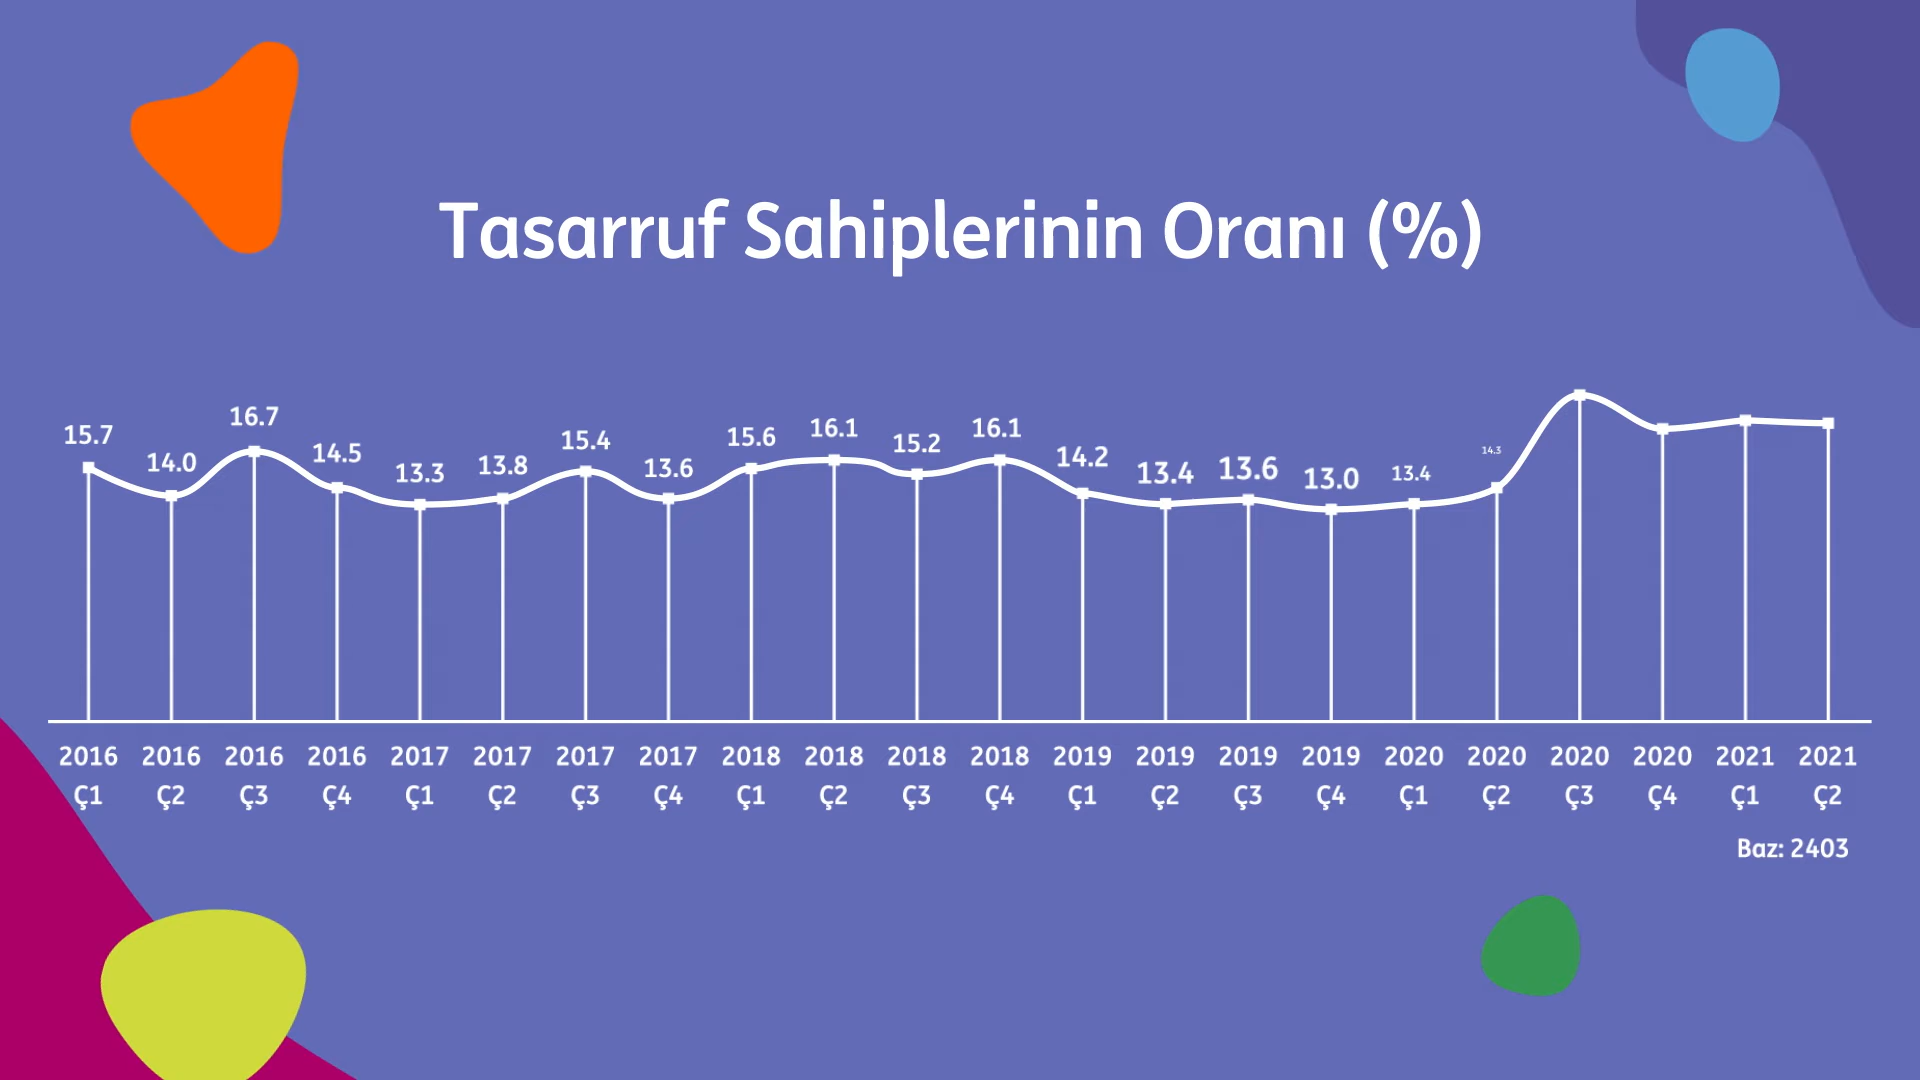 Tasarruf Sahiplerinin Oranı (%)
15.7 14.0 16.7 14.5 13.3 13.8 15.4 13.6 15.6 16.1 15.2 16.1 14.2 13.4 13.6 13.0 13.4 14.3
2016 2016 2016 2016 2017 2017 2017 2017 2018 2018 2018 2018 2019 2019 2019 2019 2020 2020 2020 2020 2021 2021
Ç1 Ç2 Ç3 Ç4 Ç1 Ç2 Ç3 Ç4 Ç1 Ç2 Ç3 Ç4 Ç1 Ç2 Ç3 Ç4 Ç1 Ç2 Ç3 Ç4 Ç1 Ç2
Baz: 2403